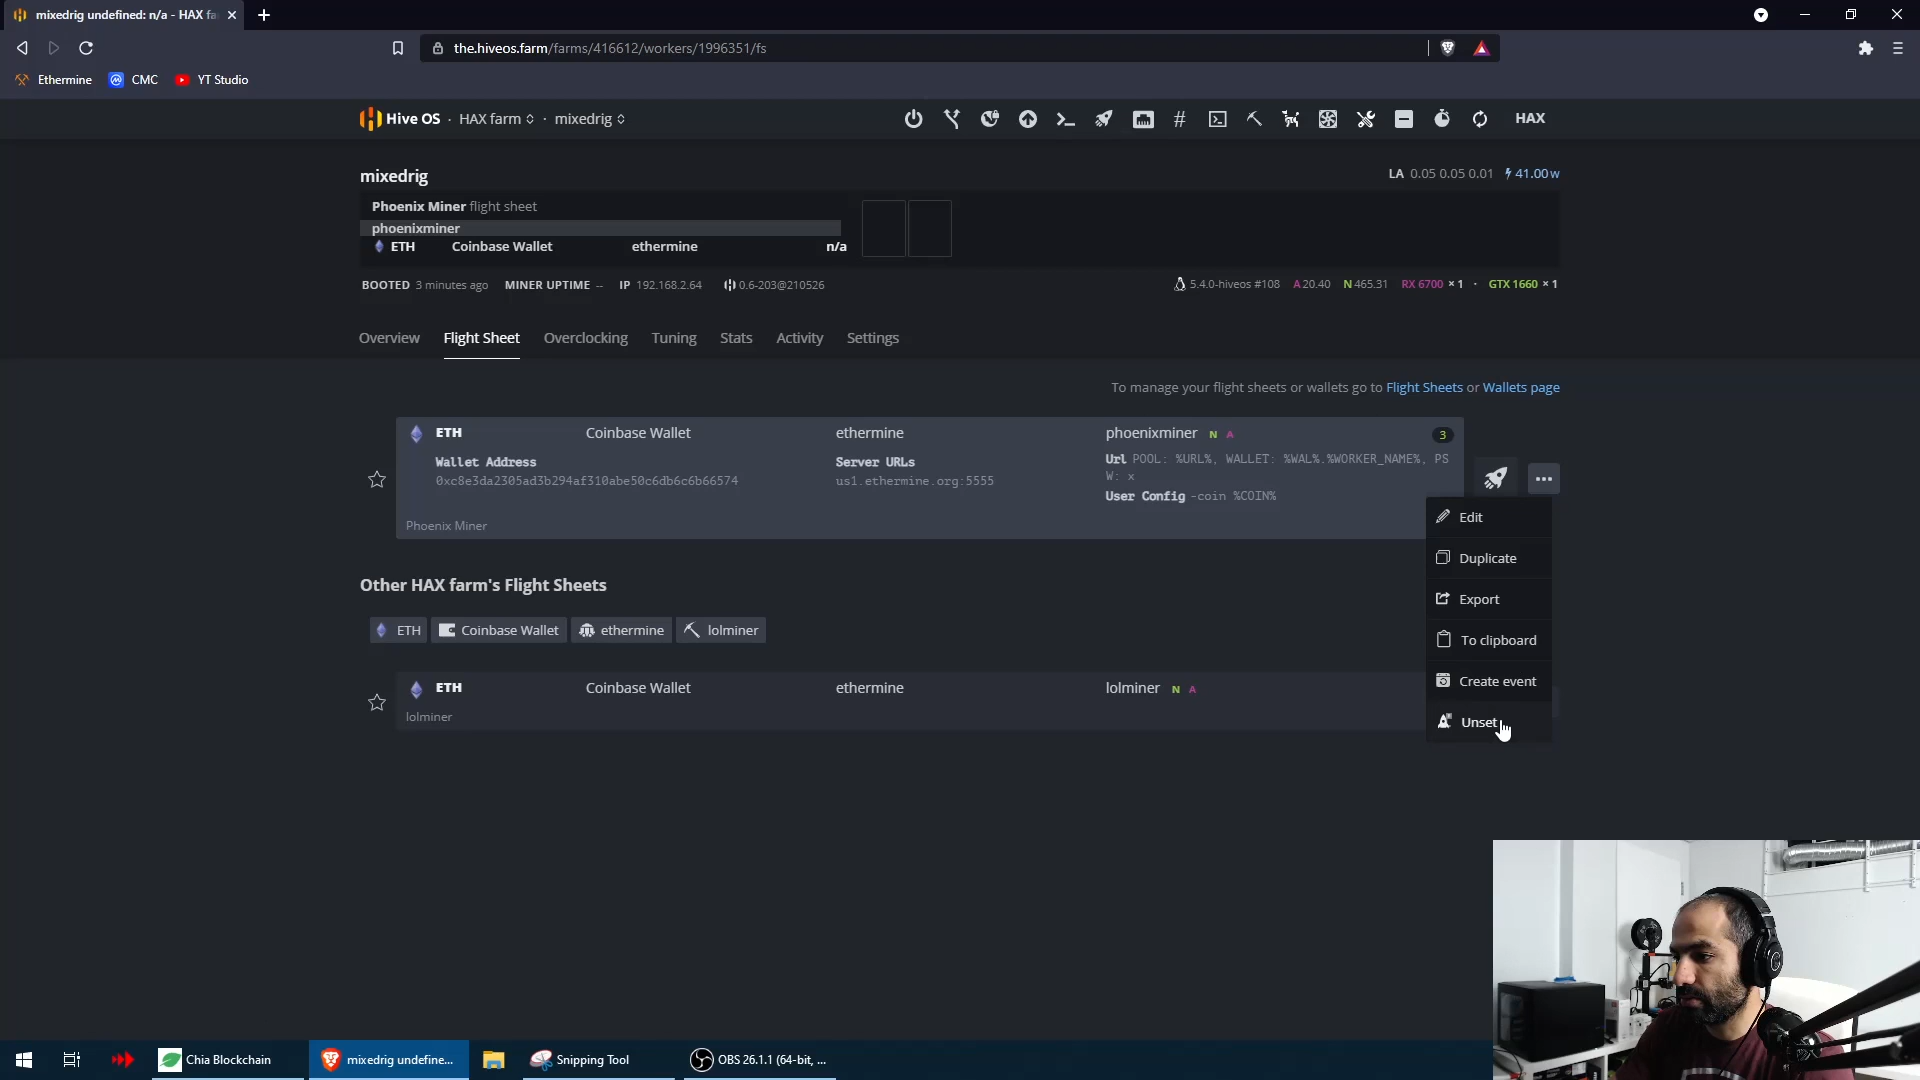 mixedrig undefined: n/a - HAX fa
the.hiveos.farm/farms/416612/workers/1996351/fs
Ethermine CMC YT Studio
Hive OS · HAX farm · mixedrig
# HAX
mixedrig
LA 0.05 0.05 0.01 41.00 w
Phoenix Miner flight sheet
phoenixminer
ETH Coinbase Wallet ethermine n/a
BOOTED 3 minutes ago MINER UPTIME -- IP 192.168.2.64 0.6-203@210526
5.4.0-hiveos #108 A 20.40 N 465.31 RX 6700 × 1 · GTX 1660 × 1
Overview Flight Sheet Overclocking Tuning Stats Activity Settings
To manage your flight sheets or wallets go to Flight Sheets or Wallets page
ETH Coinbase Wallet ethermine phoenixminer N A 3
Wallet Address Server URLs Url POOL: %URL%, WALLET: %WAL%.%WORKER_NAME%, PS
0xc8e3da2305ad3b294af310abe50c6db6c6b66574 us1.ethermine.org:5555 W: x
User Config -coin %COIN%
Phoenix Miner
Edit
Duplicate
Export
To clipboard
Create event
Unset
Other HAX farm's Flight Sheets
ETH Coinbase Wallet ethermine lolminer
ETH Coinbase Wallet ethermine lolminer N A
lolminer
Chia Blockchain mixedrig undefine... Snipping Tool OBS 26.1.1 (64-bit, ...